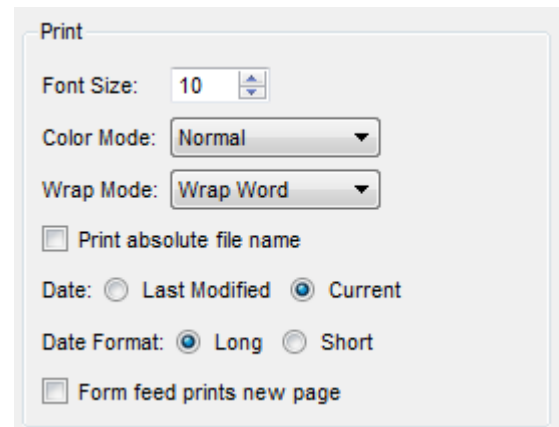 Print
Font Size: 10
Color Mode: Normal
Wrap Mode: Wrap Word
Print absolute file name
Date: Last Modified Current
Date Format: Long Short
Form feed prints new page